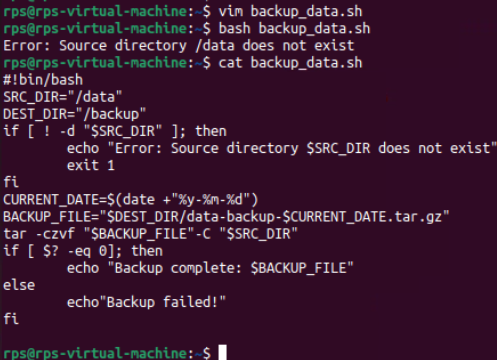 rps@rps-virtual-machine:~$ vim backup_data.sh
rps@rps-virtual-machine:~$ bash backup_data.sh
Error: Source directory /data does not exist
rps@rps-virtual-machine:~$ cat backup_data.sh
#!bin/bash
SRC_DIR="/data"
DEST_DIR="/backup"
if [ ! -d "$SRC_DIR" ]; then
        echo "Error: Source directory $SRC_DIR does not exist"
        exit 1
fi
CURRENT_DATE=$(date +"%y-%m-%d")
BACKUP_FILE="$DEST_DIR/data-backup-$CURRENT_DATE.tar.gz"
tar -czvf "$BACKUP_FILE"-C "$SRC_DIR"
if [ $? -eq 0]; then
        echo "Backup complete: $BACKUP_FILE"
else
        echo"Backup failed!"
fi
rps@rps-virtual-machine:~$